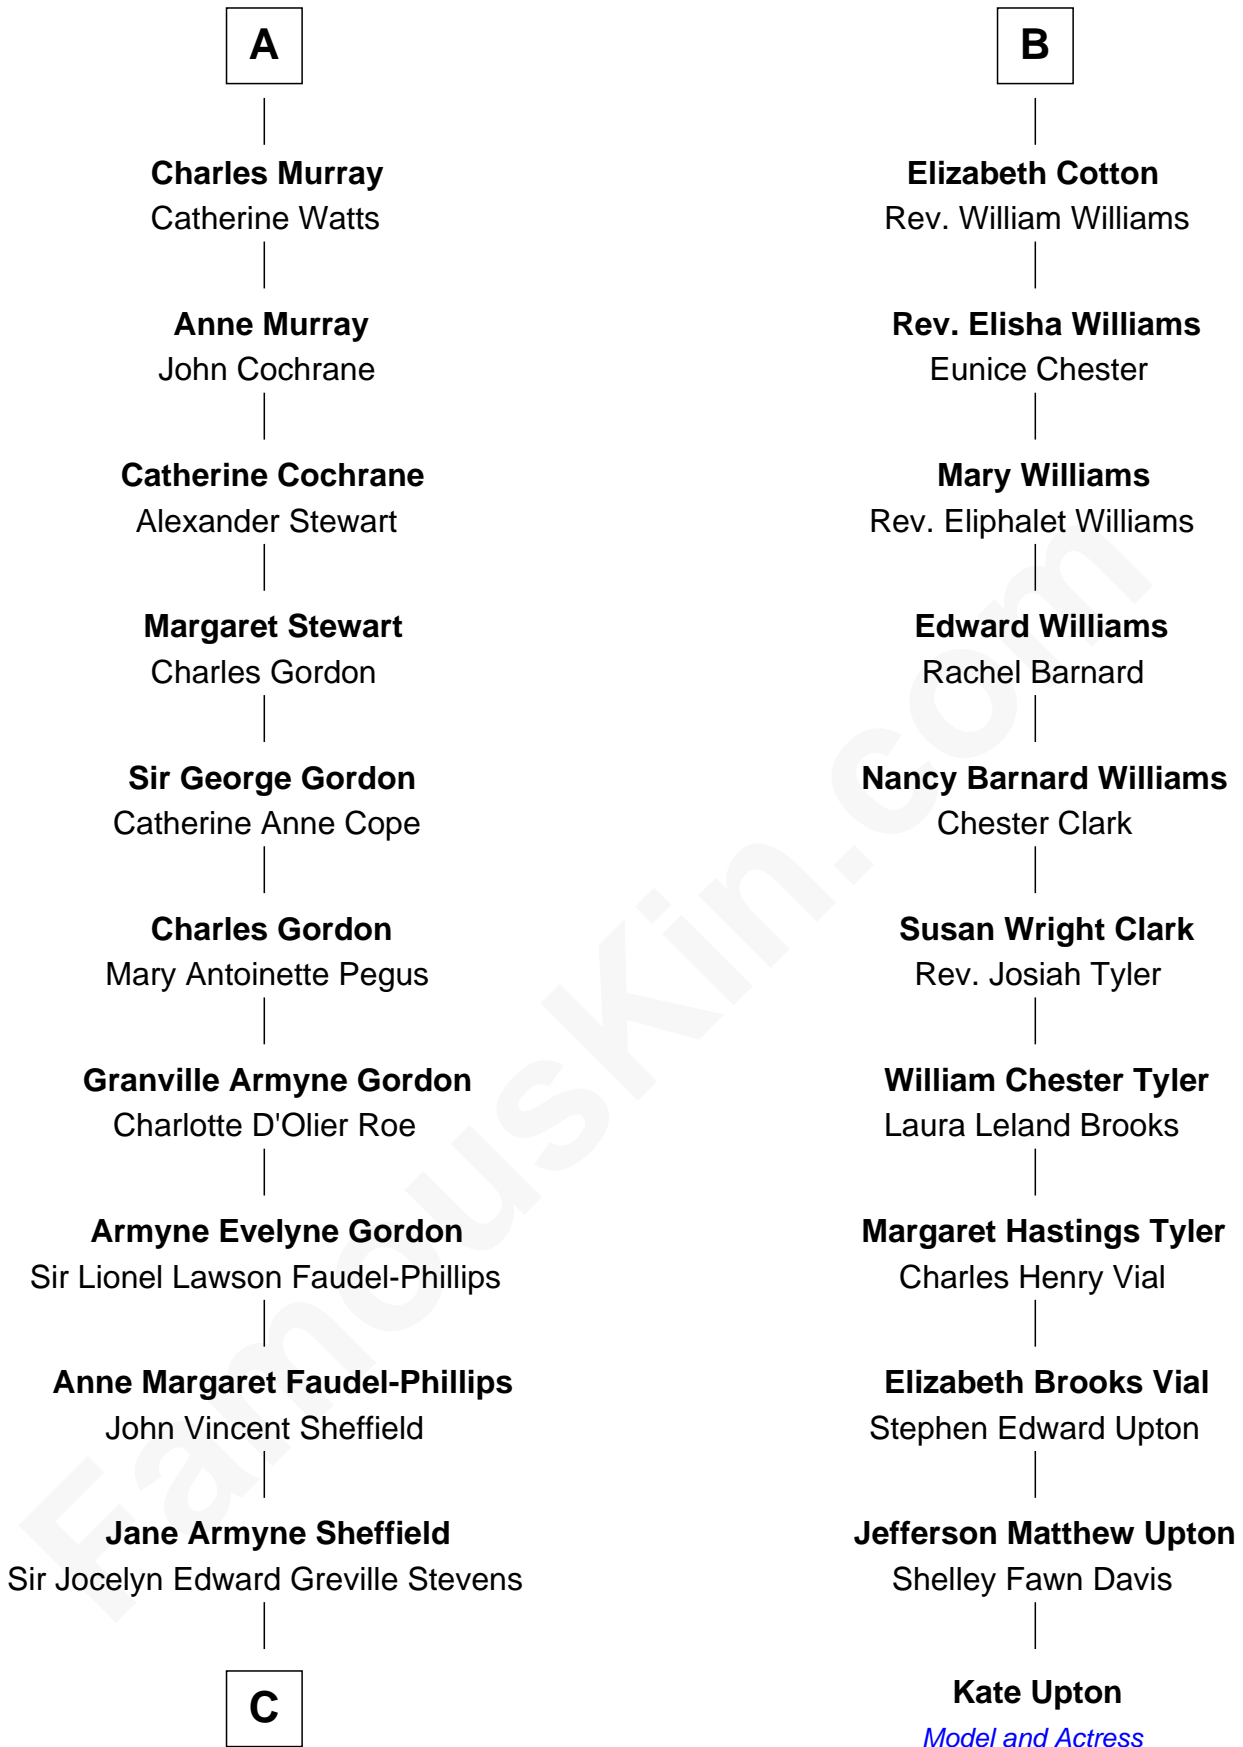 A
Charles Murray
Catherine Watts
Anne Murray
John Cochrane
Catherine Cochrane
Alexander Stewart
Margaret Stewart
Charles Gordon
Sir George Gordon
Catherine Anne Cope
Charles Gordon
Mary Antoinette Pegus
Granville Armyne Gordon
Charlotte D'Olier Roe
Armyne Evelyne Gordon
Sir Lionel Lawson Faudel-Phillips
Anne Margaret Faudel-Phillips
John Vincent Sheffield
Jane Armyne Sheffield
Sir Jocelyn Edward Greville Stevens
C
B
Elizabeth Cotton
Rev. William Williams
Rev. Elisha Williams
Eunice Chester
Mary Williams
Rev. Eliphalet Williams
Edward Williams
Rachel Barnard
Nancy Barnard Williams
Chester Clark
Susan Wright Clark
Rev. Josiah Tyler
William Chester Tyler
Laura Leland Brooks
Margaret Hastings Tyler
Charles Henry Vial
Elizabeth Brooks Vial
Stephen Edward Upton
Jefferson Matthew Upton
Shelley Fawn Davis
Kate Upton
Model and Actress
FamousKin.com